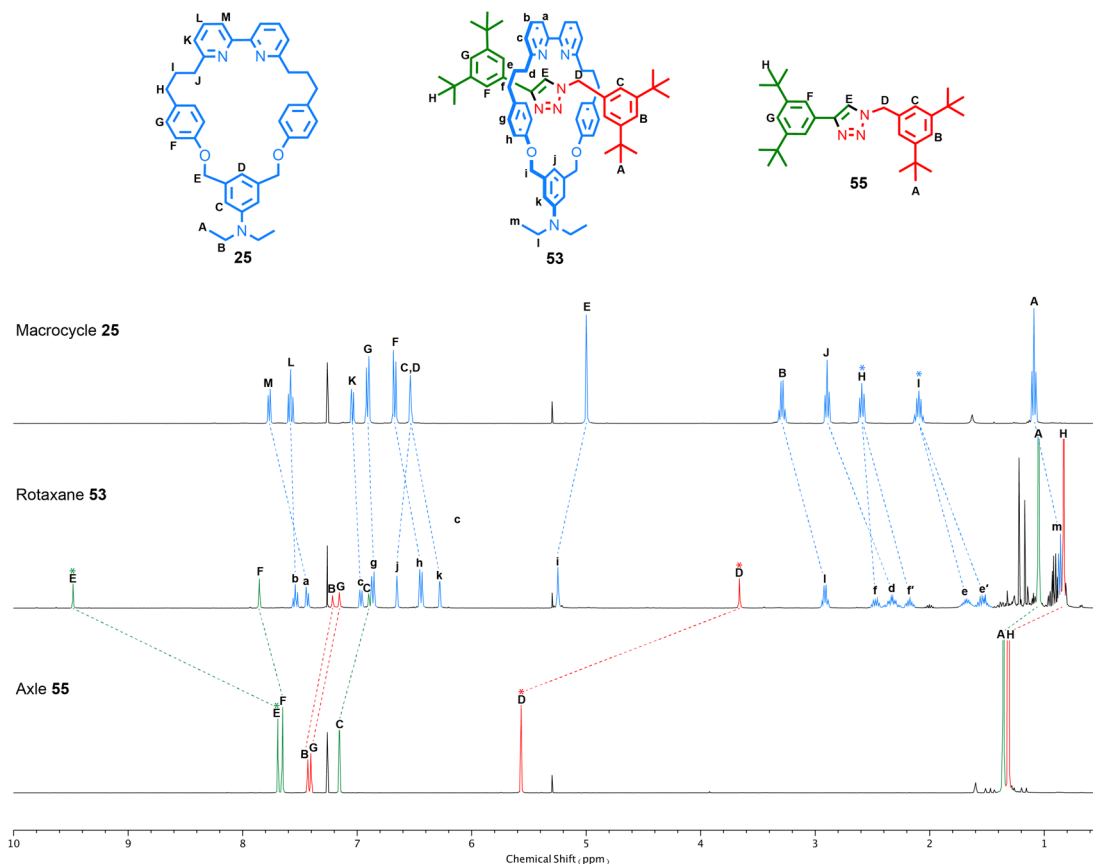 L M
K N N
I J
H
G
F
O O
E D
C
A N
B
25
b a
c N N
G e d E D
N
H F f N=N C
g B
h
O O
i j A
k
m N
l
53
H
F E D C
G N
N=N B
A
55
Macrocycle 25
M L K G F C,D E B J * H * I A
Rotaxane 53
* E F b a B G c C g j h k c i * D l f d f' e e' A m H
Axle 55
* E F B G C * D A H
10 9 8 7 6 5 4 3 2 1
Chemical Shift (ppm)